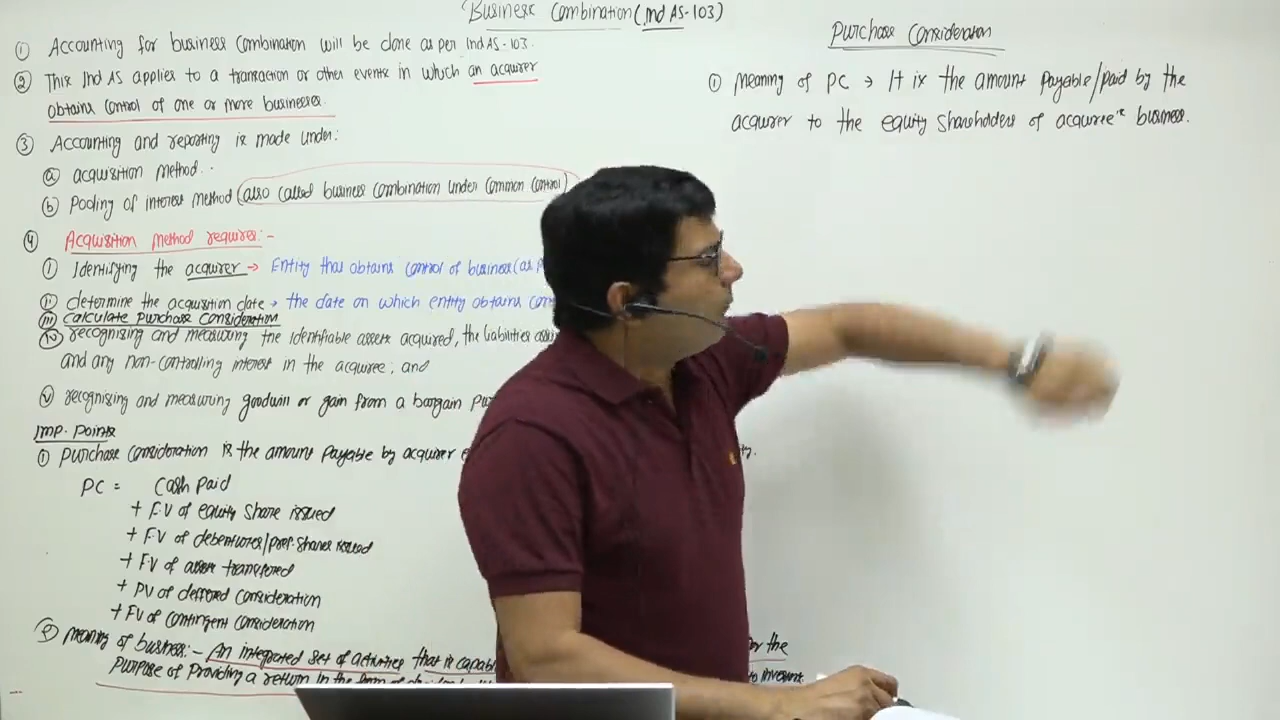 Business Combination (Ind AS-103)
① Accounting for business Combination will be done as per Ind AS-103.
② This Ind AS applies to a transaction or other events in which an acquirer
obtains control of one or more businesses.
③ Accounting and reporting is made under:
ⓐ acquisition method.
ⓑ Pooling of interest method (also called business Combination under Common Control)
④ Acquisition Method requires:-
ⓘ Identifying the acquirer → Entity that obtains control of business (as
ⓘⓘ determine the acquisition date → the date on which entity obtains
ⓘⓘⓘ Calculate Purchase Consideration
ⓘⓥ recognising and measuring the identifiable assets acquired, the liabilities
and any non-controlling interest in the acquiree; and
ⓥ recognising and measuring goodwill or gain from a bargain
Imp. Points
① Purchase Consideration is the amount payable by acquirer
PC = Cash Paid
+ F.V of equity share issued
+ F.V of debentures/pref. shares issued
+ F.V of asset transfered
+ PV of deffered Consideration
+ FV of Contingent Consideration
② Meaning of business:- An integrated set of activities that is for the
Purpose of Providing a return in the form of to investors
Purchase Consideration
① Meaning of PC → It is the amount Payable/paid by the
acquirer to the equity shareholders of acquiree's business.